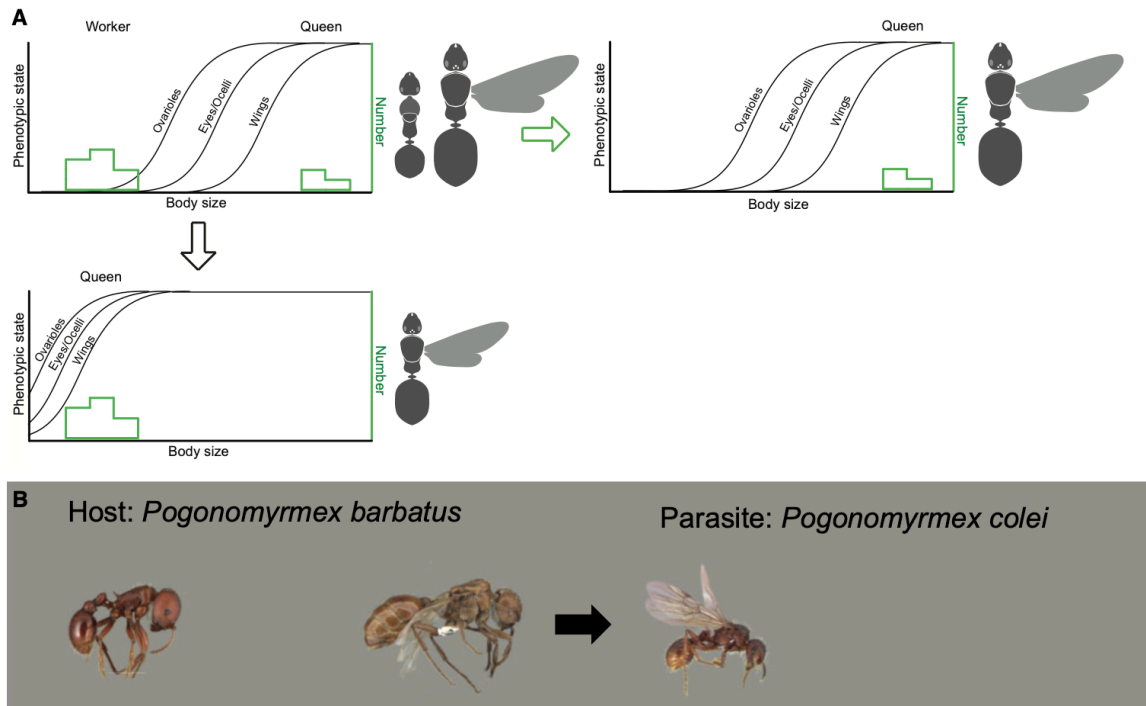 A
Worker
Queen
Phenotypic state
Ovarioles
Eyes/Ocelli
Wings
Number
Body size
Queen
Phenotypic state
Ovarioles
Eyes/Ocelli
Wings
Number
Body size
Queen
Phenotypic state
Ovarioles
Eyes/Ocelli
Wings
Number
Body size
B
Host: Pogonomyrmex barbatus
Parasite: Pogonomyrmex colei